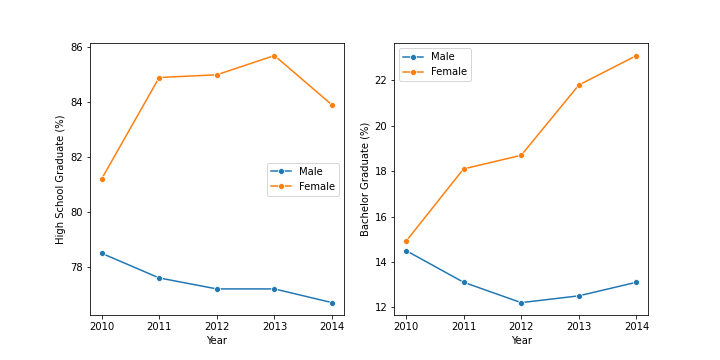 High School Graduate (%)
86
84
82
80
78
Male
Female
2010 2011 2012 2013 2014
Year
Bachelor Graduate (%)
Male
Female
22
20
18
16
14
12
2010 2011 2012 2013 2014
Year